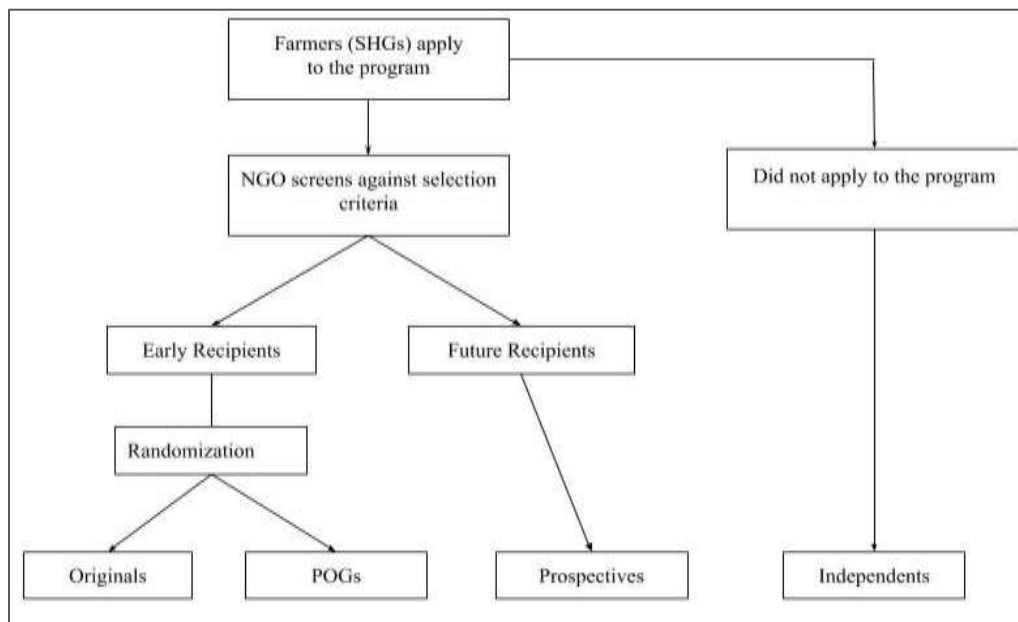 Farmers (SHGs) apply
to the program
NGO screens against selection
criteria
Did not apply to the program
Early Recipients
Future Recipients
Randomization
Originals
POGs
Prospectives
Independents